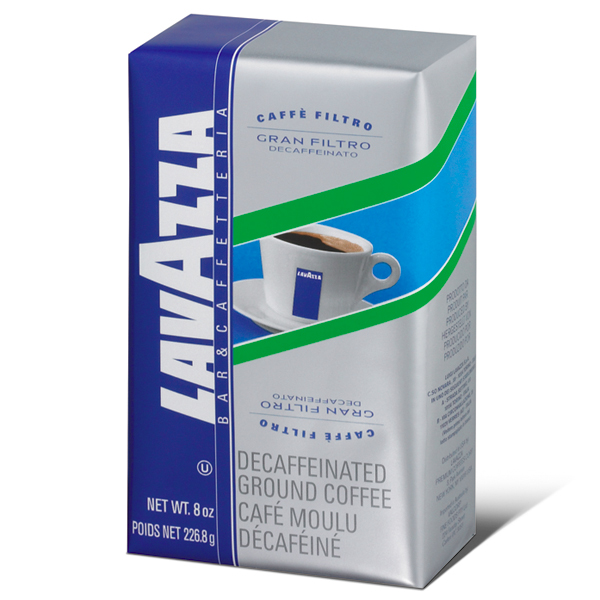 LAVAZZA
BAR & CAFFETTERIA
CAFFÈ FILTRO
GRAN FILTRO
DECAFFEINATO
LAVAZZA
CAFFÈ FILTRO
GRAN FILTRO
DECAFFEINATO
U
DECAFFEINATED
GROUND COFFEE
CAFÉ MOULU
DÉCAFÉINÉ
NET WT. 8 oz
POIDS NET 226.8 g